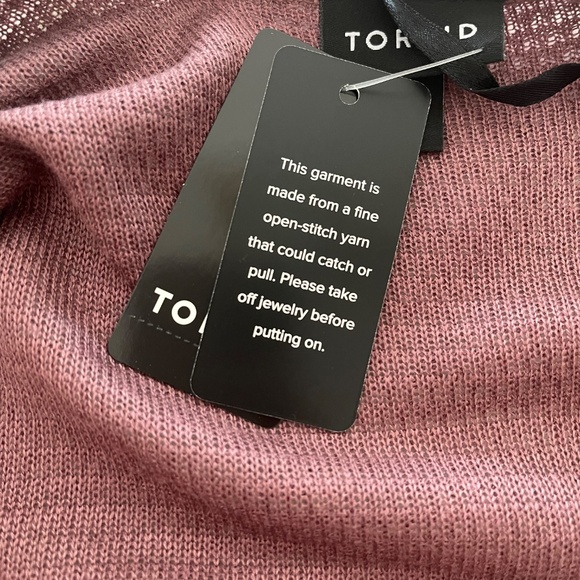 This garment is
made from a fine
open-stitch yarn
that could catch or
pull. Please take
off jewelry before
putting on.